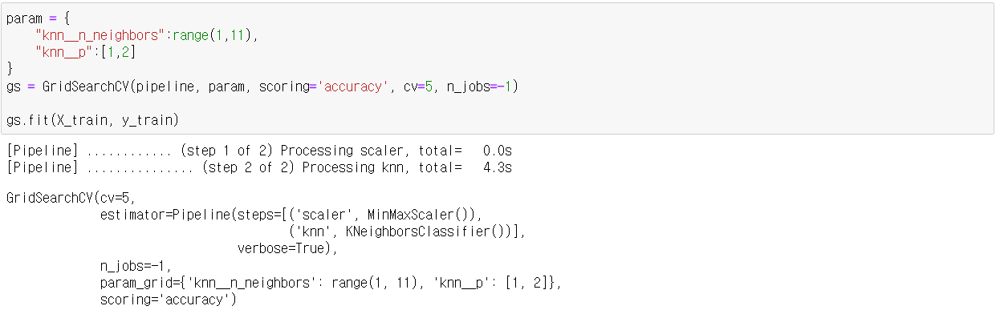 param = {
    "knn__n_neighbors":range(1,11),
    "knn__p":[1,2]
}
gs = GridSearchCV(pipeline, param, scoring='accuracy', cv=5, n_jobs=-1)
gs.fit(X_train, y_train)
[Pipeline] ............ (step 1 of 2) Processing scaler, total=   0.0s
[Pipeline] ............... (step 2 of 2) Processing knn, total=   4.3s
GridSearchCV(cv=5,
             estimator=Pipeline(steps=[('scaler', MinMaxScaler()),
                                       ('knn', KNeighborsClassifier())],
                                verbose=True),
             n_jobs=-1,
             param_grid={'knn__n_neighbors': range(1, 11), 'knn__p': [1, 2]},
             scoring='accuracy')